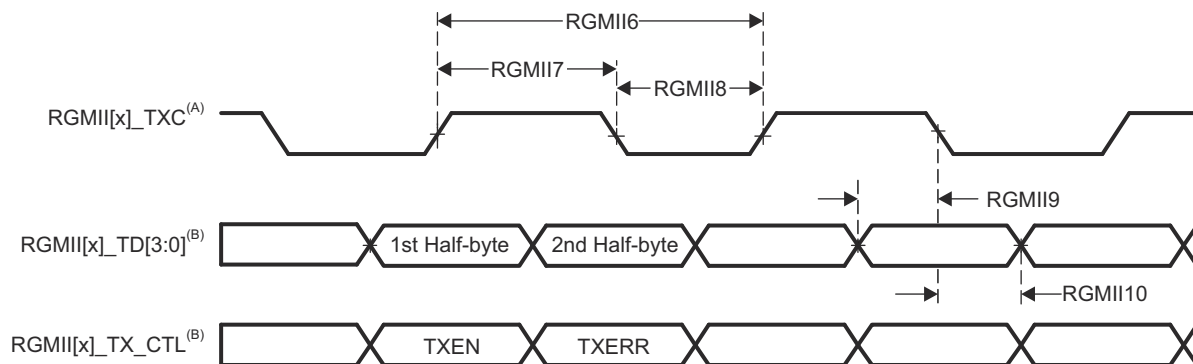 RGMII6
RGMII7
RGMII8
RGMII[x]_TXC(A)
RGMII9
RGMII[x]_TD[3:0](B) 1st Half-byte 2nd Half-byte
RGMII10
RGMII[x]_TX_CTL(B) TXEN TXERR